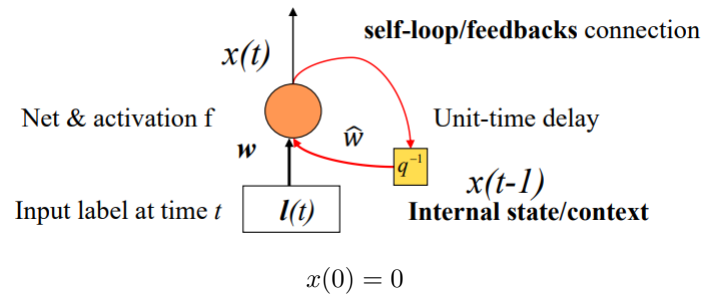 self-loop/feedbacks connection
x(t)
Net & activation f
Unit-time delay
ŵ
w
q⁻¹
x(t-1)
Input label at time t
l(t)
Internal state/context
x(0) = 0